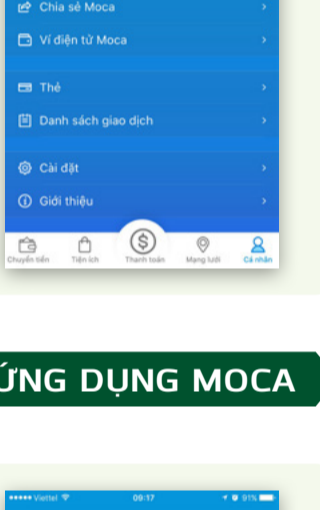 Chia sẻ Moca
Ví điện tử Moca
Thẻ
Danh sách giao dịch
Cài đặt
Giới thiệu
Chuyển tiền Tiện ích Thanh toán Mạng lưới Cá nhân
ỨNG DỤNG MOCA
Viettel 09:17 91%